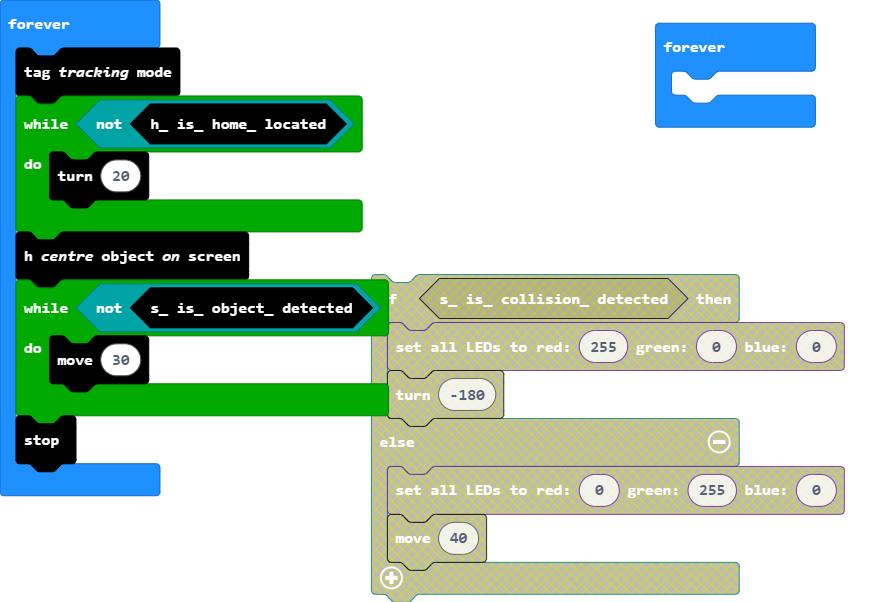 forever
tag tracking mode
while not h_ is_ home_ located
do turn 20
h centre object on screen
while not s_ is_ object_ detected
do move 30
stop
forever
f s_ is_ collision_ detected then
set all LEDs to red: 255 green: 0 blue: 0
turn -180
else
set all LEDs to red: 0 green: 255 blue: 0
move 40